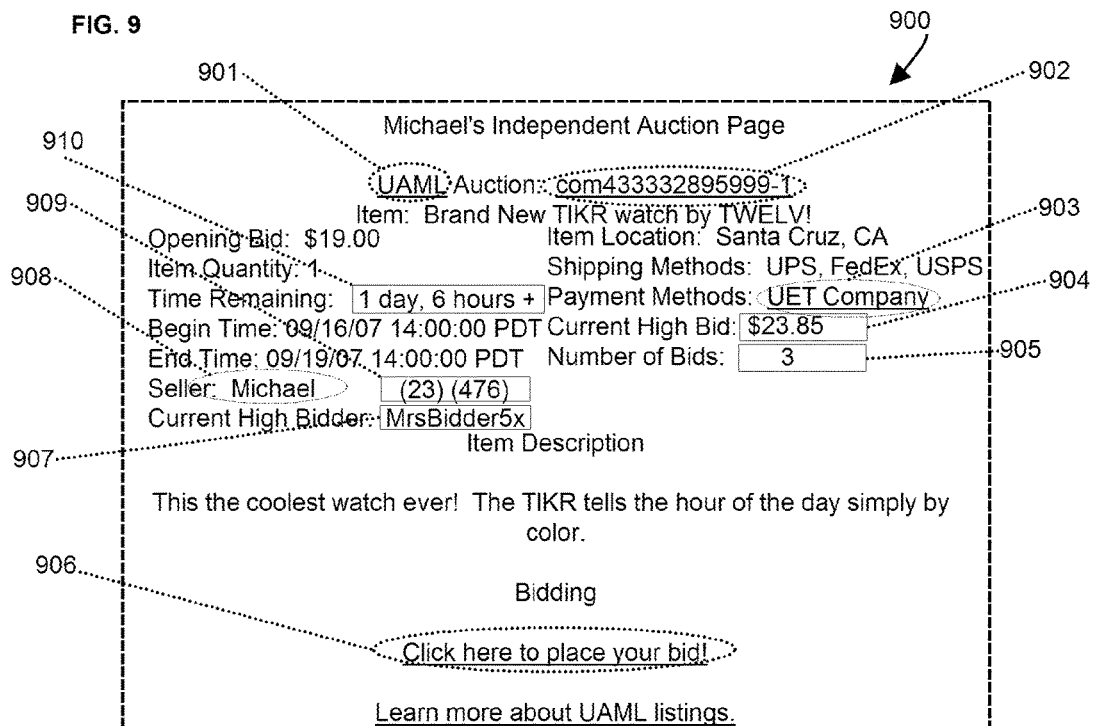 FIG. 9
900
901
902
Michael's Independent Auction Page
910
UAML Auction: com433332895999-1
909
Item: Brand New TIKR watch by TWELV!
903
Opening Bid: $19.00 Item Location: Santa Cruz, CA
908
Item Quantity: 1 Shipping Methods: UPS, FedEx, USPS
904
Time Remaining: 1 day, 6 hours + Payment Methods: UET Company
Begin Time: 09/16/07 14:00:00 PDT Current High Bid: $23.85
End Time: 09/19/07 14:00:00 PDT Number of Bids: 3
905
Seller: Michael (23) (476)
Current High Bidder: MrsBidder5x
907
Item Description
This the coolest watch ever! The TIKR tells the hour of the day simply by
color.
906
Bidding
Click here to place your bid!
Learn more about UAML listings.